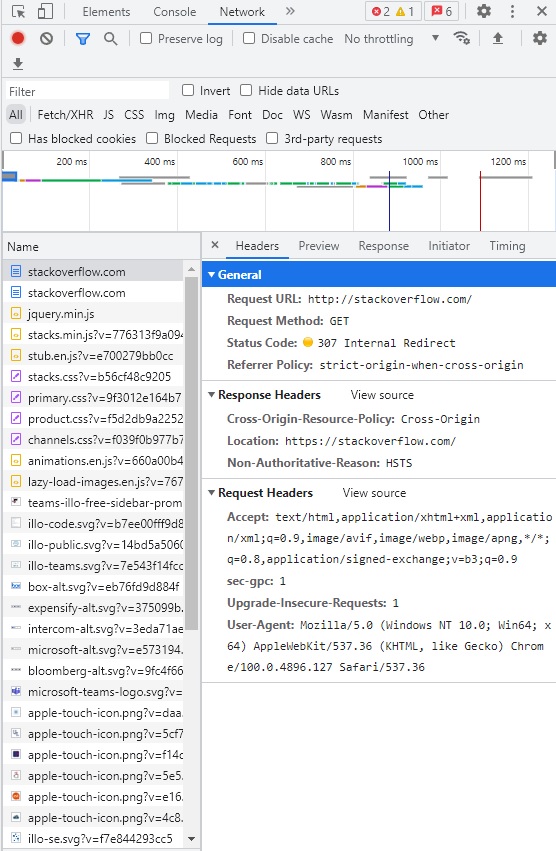 Elements Console Network » 2 1 6
Preserve log Disable cache No throttling
Filter Invert Hide data URLs
All Fetch/XHR JS CSS Img Media Font Doc WS Wasm Manifest Other
Has blocked cookies Blocked Requests 3rd-party requests
200 ms 400 ms 600 ms 800 ms 1000 ms 1200 ms
Name
stackoverflow.com
stackoverflow.com
jquery.min.js
stacks.min.js?v=776313f9a094
stub.en.js?v=e700279bb0cc
stacks.css?v=b56cf48c9205
primary.css?v=9f3012e164b7
product.css?v=f5d2db9a2252
channels.css?v=f039f0b977b7
animations.en.js?v=660a00b4
lazy-load-images.en.js?v=767
teams-illo-free-sidebar-prom
illo-code.svg?v=b7ee00fff9d8
illo-public.svg?v=14bd5a5060
illo-teams.svg?v=7e543f14fcc
box-alt.svg?v=eb76fd9d884f
expensify-alt.svg?v=375099b
intercom-alt.svg?v=3eda71ae
microsoft-alt.svg?v=e573194.
bloomberg-alt.svg?v=9fc4f66
microsoft-teams-logo.svg?v=
apple-touch-icon.png?v=daa
apple-touch-icon.png?v=5cf7
apple-touch-icon.png?v=f14c
apple-touch-icon.png?v=5e5
apple-touch-icon.png?v=e16
apple-touch-icon.png?v=4c8
illo-se.svg?v=f7e844293cc5
× Headers Preview Response Initiator Timing
General
Request URL: http://stackoverflow.com/
Request Method: GET
Status Code: 307 Internal Redirect
Referrer Policy: strict-origin-when-cross-origin
Response Headers View source
Cross-Origin-Resource-Policy: Cross-Origin
Location: https://stackoverflow.com/
Non-Authoritative-Reason: HSTS
Request Headers View source
Accept: text/html,application/xhtml+xml,applicatio
n/xml;q=0.9,image/avif,image/webp,image/apng,*/*;
q=0.8,application/signed-exchange;v=b3;q=0.9
sec-gpc: 1
Upgrade-Insecure-Requests: 1
User-Agent: Mozilla/5.0 (Windows NT 10.0; Win64; x
64) AppleWebKit/537.36 (KHTML, like Gecko) Chrom
e/100.0.4896.127 Safari/537.36